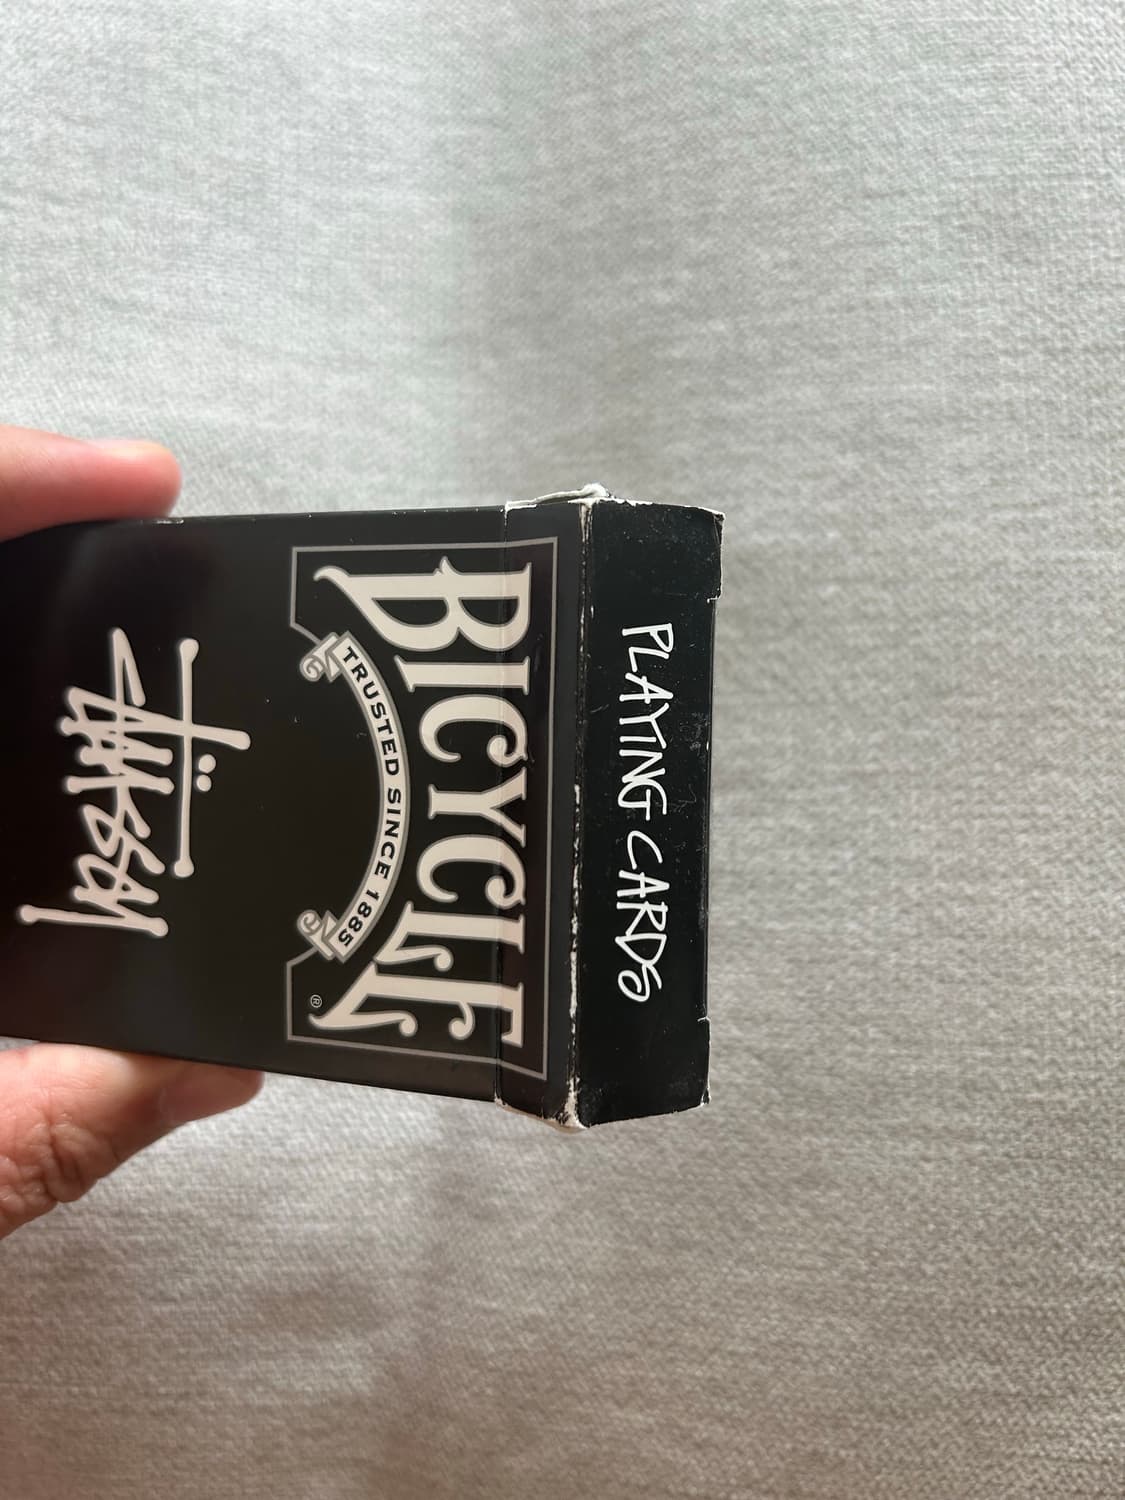 PLAYING CARDS
BICYCLE
®
TRUSTED SINCE 1885
Stüssy